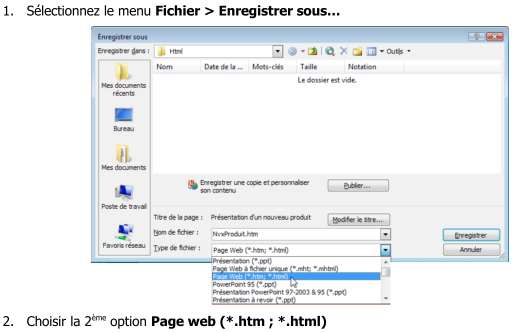 1. Sélectionnez le menu Fichier > Enregistrer sous...
Enregistrer sous
Enregistrer dans : Html Outils
Nom Date de la ... Mots-clés Taille Notation
Le dossier est vide.
Mes documents
récents
Bureau
Mes documents
Poste de travail
Favoris réseau
Enregistrer une copie et personnaliser
son contenu
Publier...
Titre de la page : Présentation d'un nouveau produit Modifier le titre...
Nom de fichier : NvxProduit.htm Enregistrer
Type de fichier : Page Web (*.htm; *.html) Annuler
Présentation (*.ppt)
Page Web à fichier unique (*.mht; *.mhtml)
Page Web (*.htm; *.html)
PowerPoint 95 (*.ppt)
Présentation PowerPoint 97-2003 & 95 (*.ppt)
Présentation à revoir (*.ppt)
2. Choisir la 2ème option Page web (*.htm ; *.html)